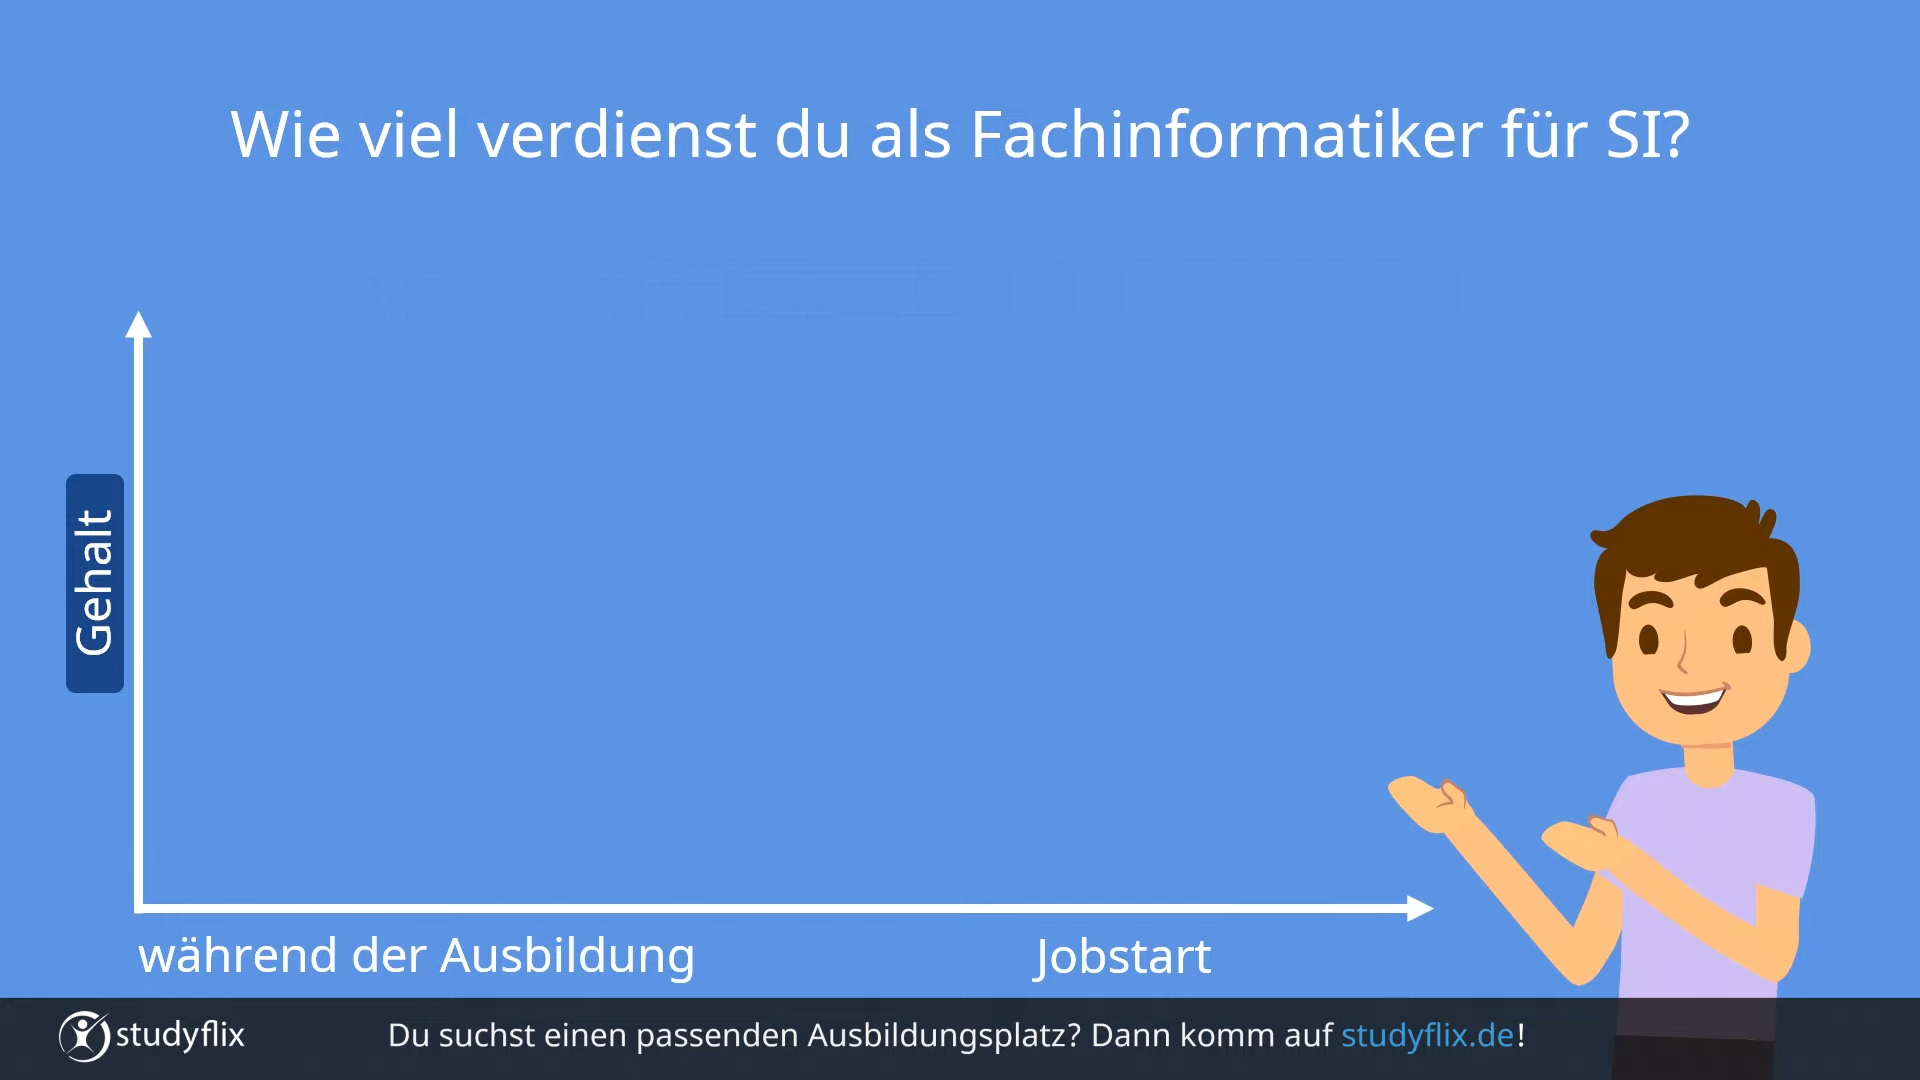 Wie viel verdienst du als Fachinformatiker für SI?
Gehalt
während der Ausbildung
Jobstart
studyflix
Du suchst einen passenden Ausbildungsplatz? Dann komm auf studyflix.de!